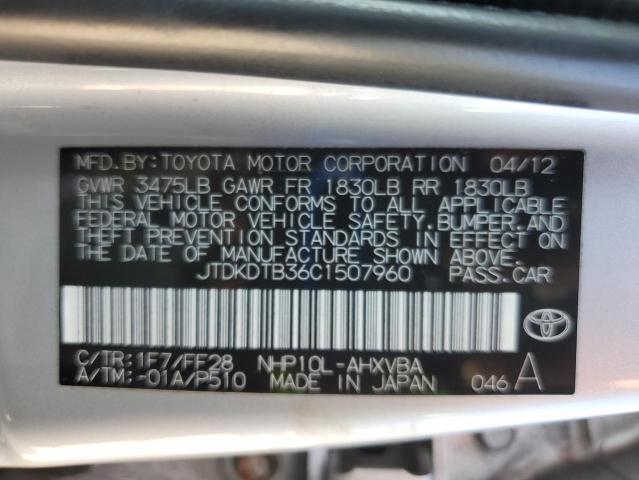 MFD.BY:TOYOTA MOTOR CORPORATION 04/12
GVWR 3475LB GAWR FR 1830LB RR 1830LB
THIS VEHICLE CONFORMS TO ALL APPLICABLE
FEDERAL MOTOR VEHICLE SAFETY,BUMPER,AND
THEFT PREVENTION STANDARDS IN EFFECT ON
THE DATE OF MANUFACTURE SHOWN ABOVE.
JTDKDTB36C1507960 PASS.CAR
C/TR:1F7/FF28 NHP10L-AHXVBA
A/TM:-01A/P510 MADE IN JAPAN 046 A